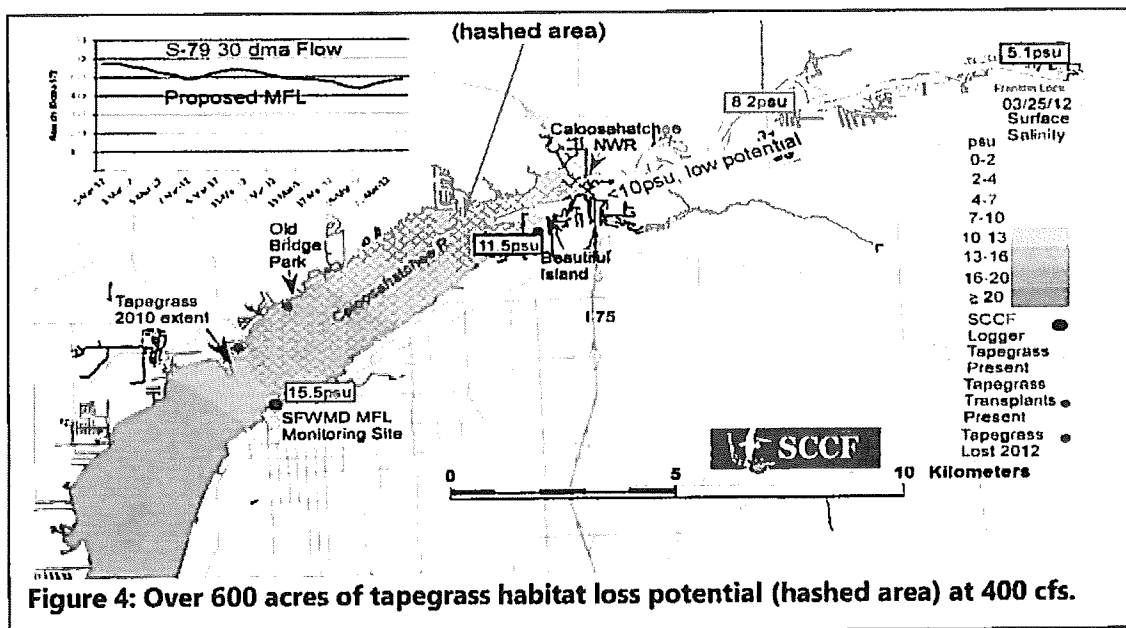 (hashed area)
S-79 30 dma Flow
Proposed MFL
5.1psu
Franklin Lock
03/25/12
Surface
Salinity
8.2psu
Caloosahatchee
NWR
<10psu, low potential
psu
0-2
2-4
4-7
7-10
10 13
13-16
16-20
≥ 20
11.5psu
Beautiful
Island
Old
Bridge
Park
Caloosahatchee R
Tapegrass
2010 extent
I-75
15.5psu
SFWMD MFL
Monitoring Site
SCCF
Logger
Tapegrass
Present
Tapegrass
Transplants
Present
Tapegrass
Lost 2012
SCCF
0 5 10 Kilometers
Figure 4: Over 600 acres of tapegrass habitat loss potential (hashed area) at 400 cfs.